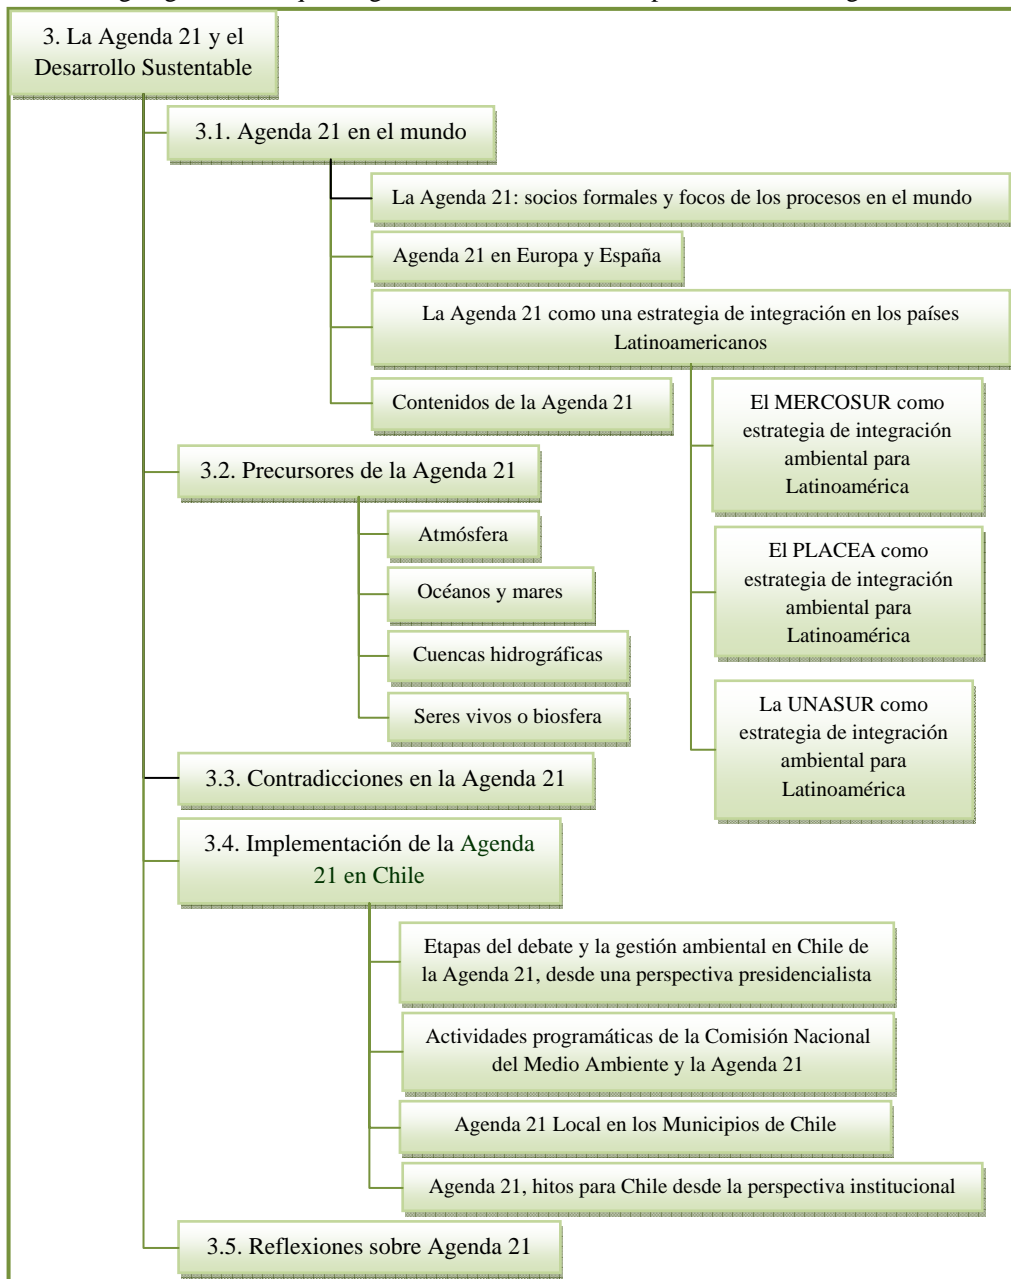 3. La Agenda 21 y el
Desarrollo Sustentable
3.1. Agenda 21 en el mundo
La Agenda 21: socios formales y focos de los procesos en el mundo
Agenda 21 en Europa y España
La Agenda 21 como una estrategia de integración en los países
Latinoamericanos
El MERCOSUR como
estrategia de integración
ambiental para
Latinoamérica
El PLACEA como
estrategia de integración
ambiental para
Latinoamérica
La UNASUR como
estrategia de integración
ambiental para
Latinoamérica
Contenidos de la Agenda 21
3.2. Precursores de la Agenda 21
Atmósfera
Océanos y mares
Cuencas hidrográficas
Seres vivos o biosfera
3.3. Contradicciones en la Agenda 21
3.4. Implementación de la Agenda
21 en Chile
Etapas del debate y la gestión ambiental en Chile de
la Agenda 21, desde una perspectiva presidencialista
Actividades programáticas de la Comisión Nacional
del Medio Ambiente y la Agenda 21
Agenda 21 Local en los Municipios de Chile
Agenda 21, hitos para Chile desde la perspectiva institucional
3.5. Reflexiones sobre Agenda 21